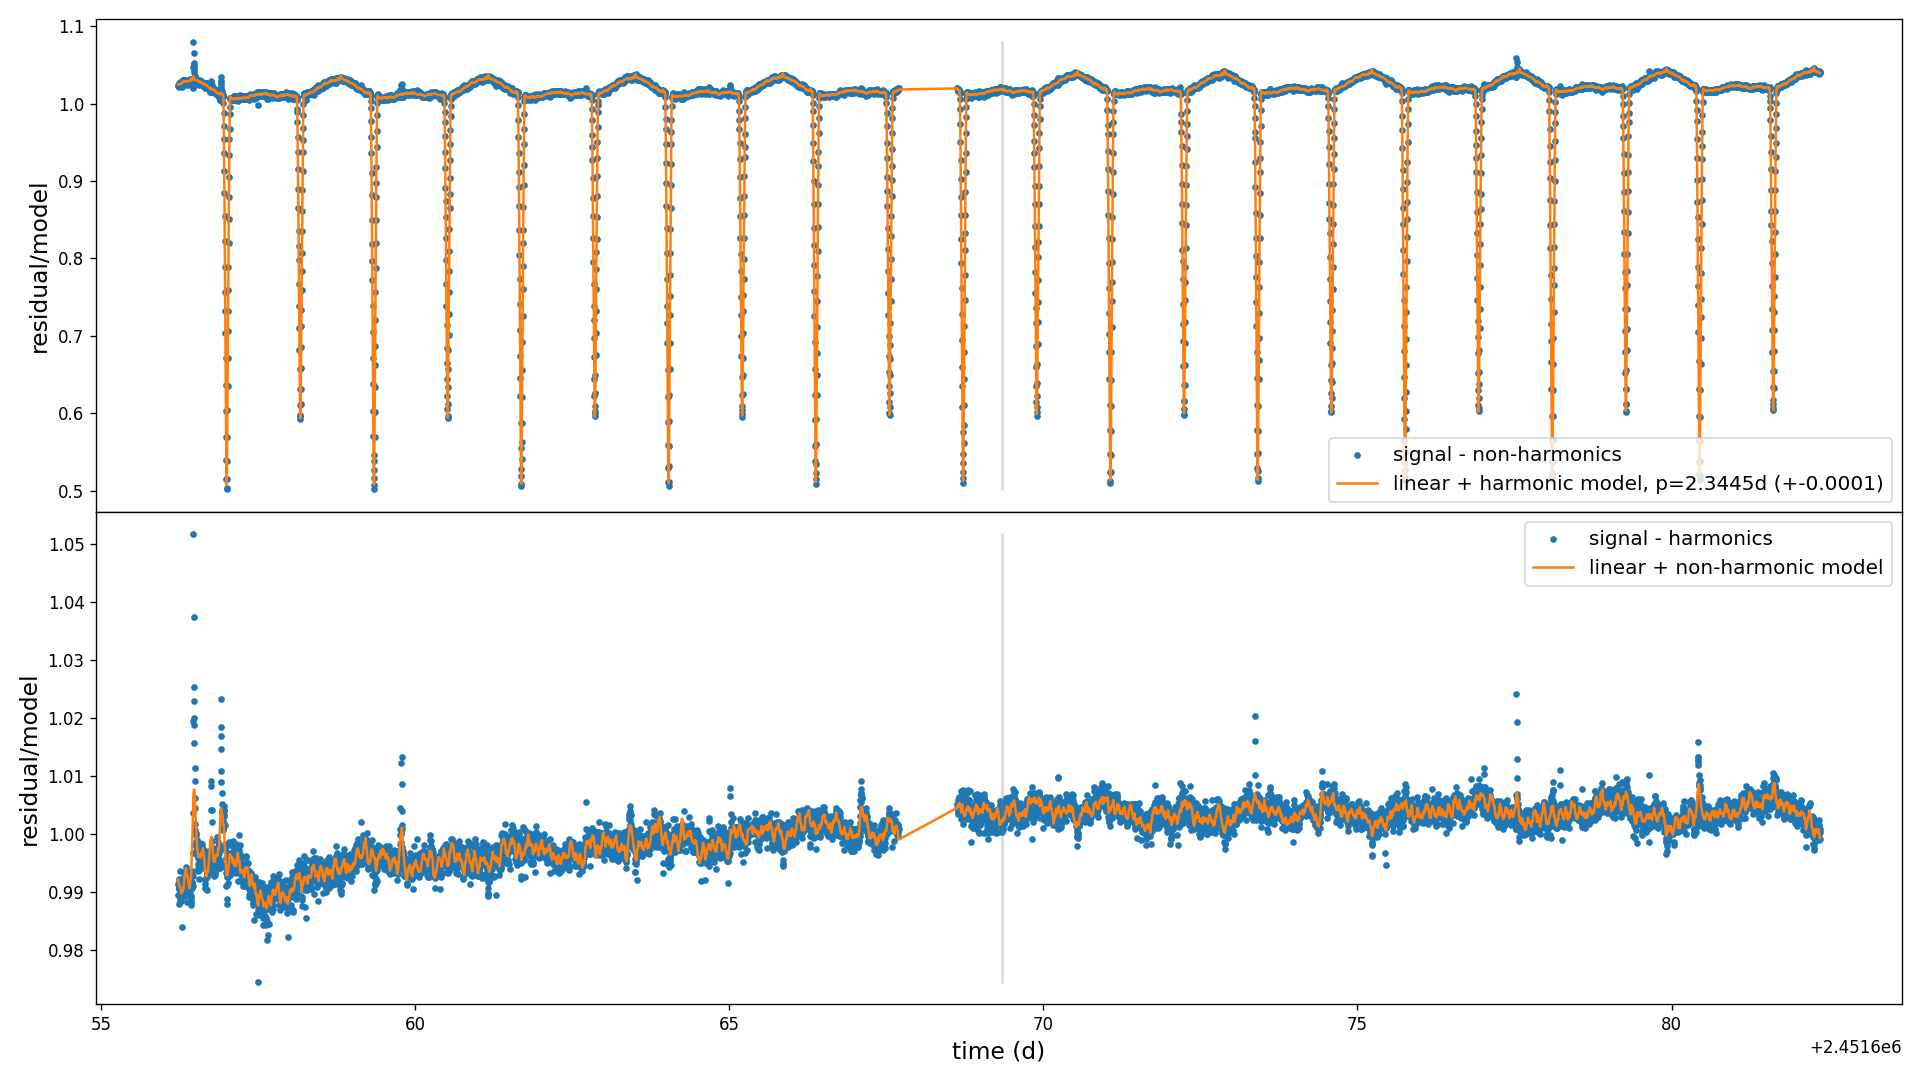 1.1
1.0
0.9
0.8
0.7
0.6
0.5
residual/model
signal - non-harmonics
linear + harmonic model, p=2.3445d (+-0.0001)
1.05
1.04
1.03
1.02
1.01
1.00
0.99
0.98
residual/model
signal - harmonics
linear + non-harmonic model
55 60 65 70 75 80
time (d)
+2.4516e6